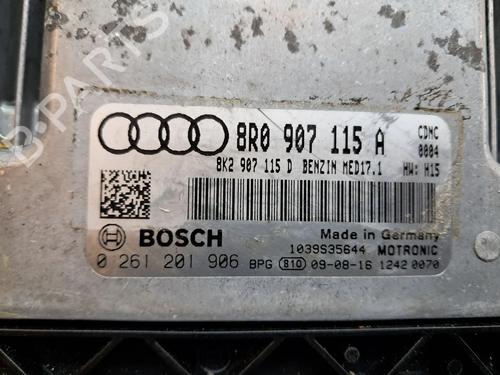 8R0 907 115 A
CDNC
0004
8K2 907 115 D BENZIN MED17.1
HW: H15
BOSCH
Made in Germany
1039S35644 MOTRONIC
0 261 201 906 BPG 810 09-08-16 1242 0070